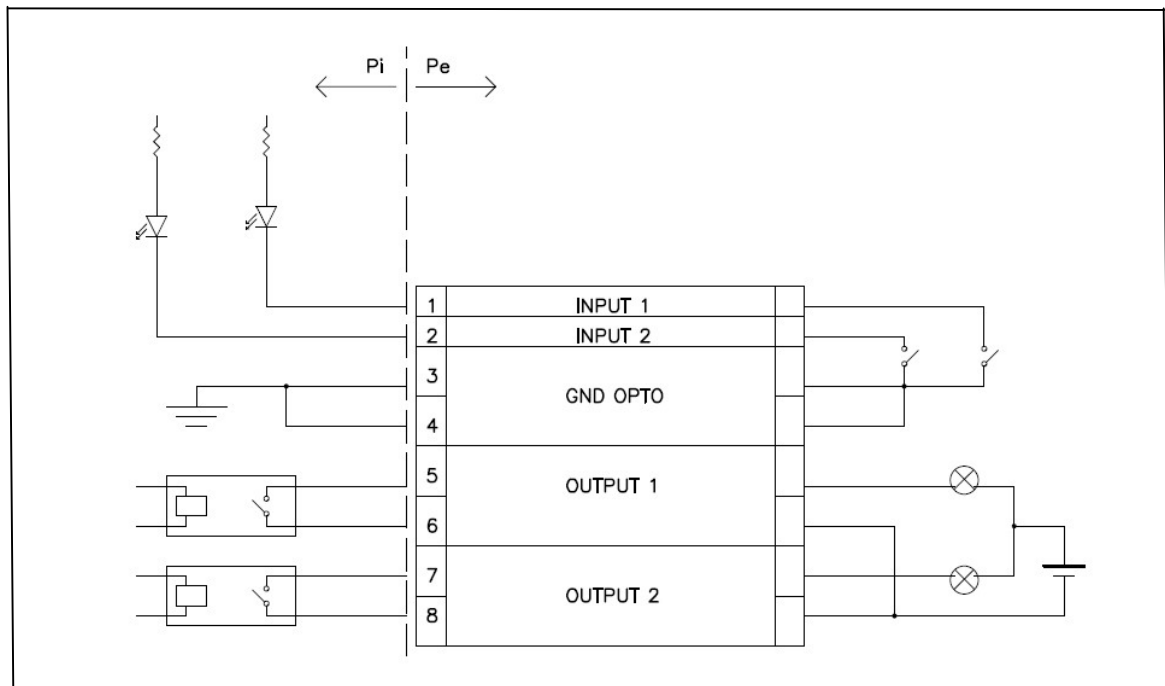 Pi Pe
1 INPUT 1
2 INPUT 2
3
GND OPTO
4
5
OUTPUT 1
6
7
OUTPUT 2
8